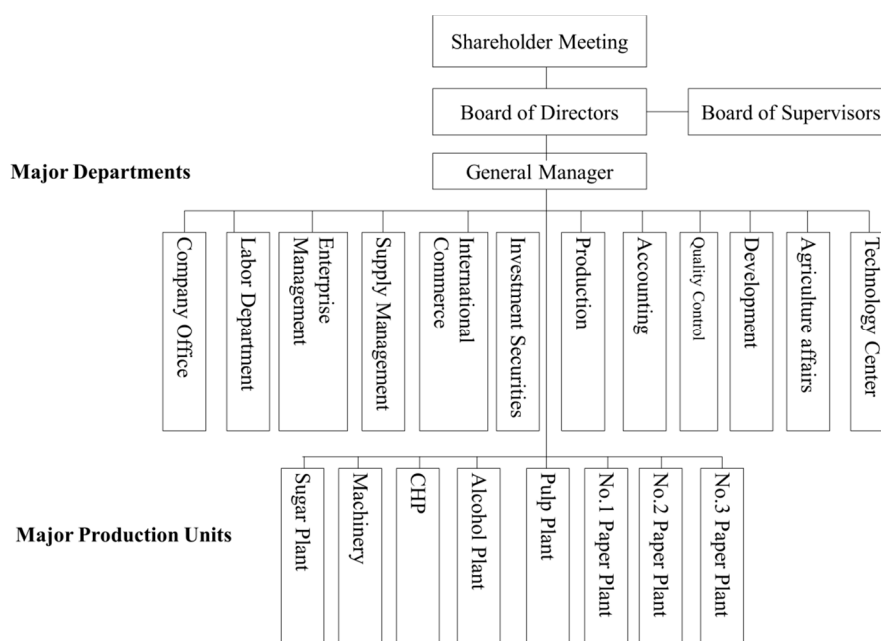 Shareholder Meeting
Board of Directors
Board of Supervisors
Major Departments
General Manager
Company Office
Labor Department
Enterprise
Management
Supply Management
International
Commerce
Investment Securities
Production
Accounting
Quality Control
Development
Agriculture affairs
Technology Center
Major Production Units
Sugar Plant
Machinery
CHP
Alcohol Plant
Pulp Plant
No.1 Paper Plant
No.2 Paper Plant
No.3 Paper Plant